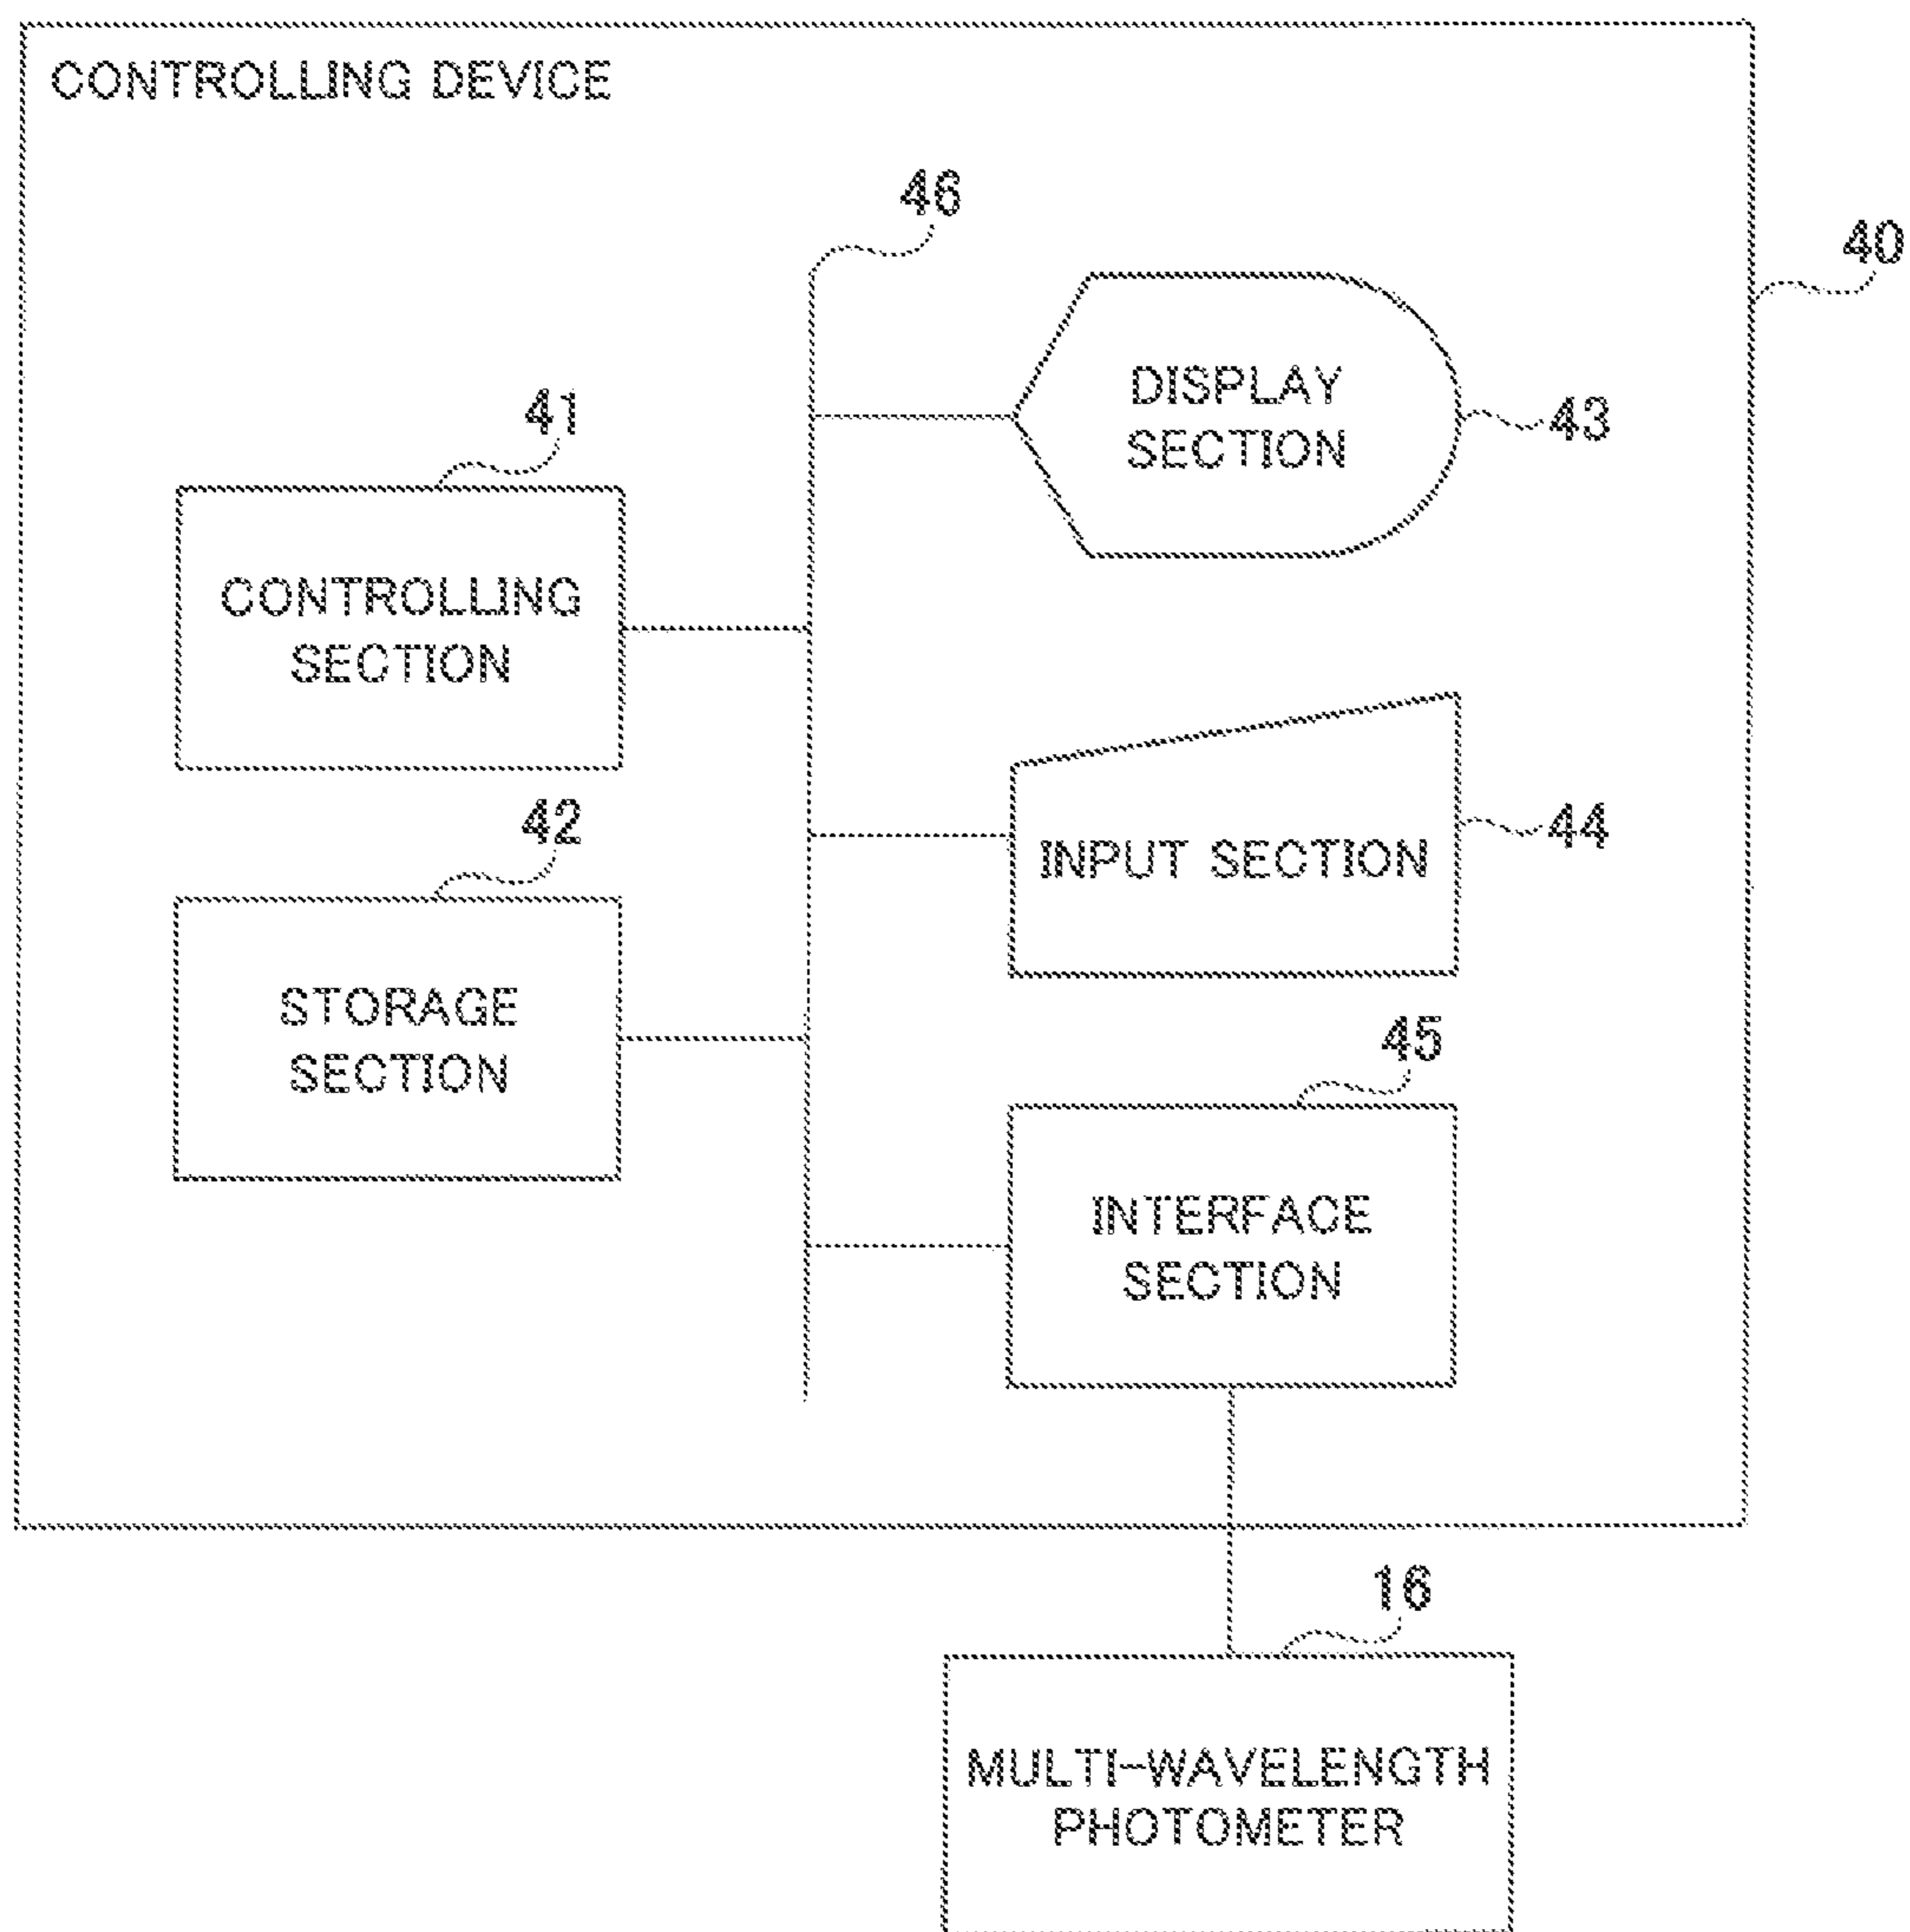 CONTROLLING DEVICE
46
40
DISPLAY
SECTION
43
41
CONTROLLING
SECTION
42
44
INPUT SECTION
STORAGE
SECTION
45
INTERFACE
SECTION
16
MULTI-WAVELENGTH
PHOTOMETER